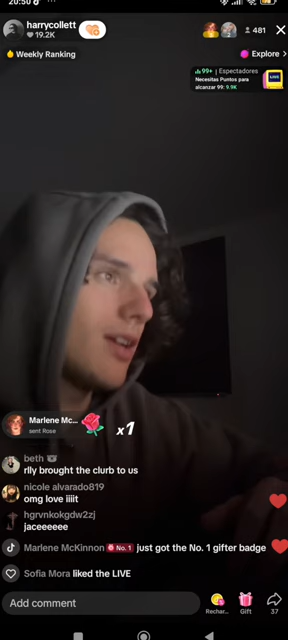 20:50
harrycollett
19.2K
481
Weekly Ranking
Explore >
99+ | Espectadores
Necesitas Puntos para
alcanzar 99: 9.9K
LIVE
Marlene Mc...
sent Rose
x1
beth
rlly brought the clurb to us
nicole alvarado819
omg love iiiit
hgrvnkokgdw2zj
jaceeeeee
Marlene McKinnon No. 1 just got the No. 1 gifter badge
Sofia Mora liked the LIVE
Add comment
Rechar...
Gift
37